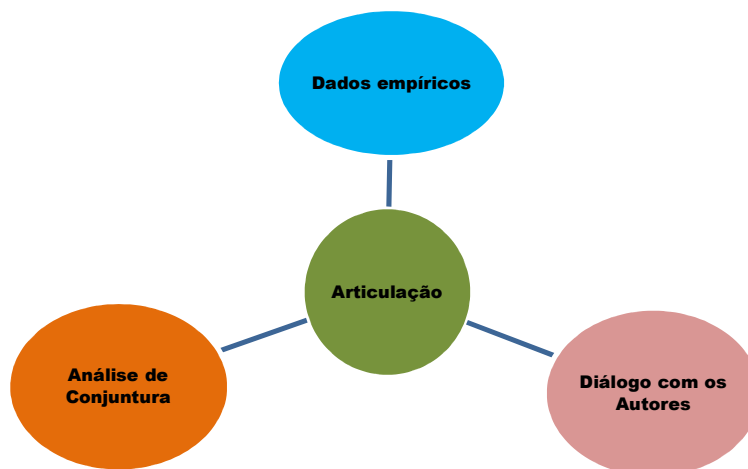 Dados empíricos
Articulação
Análise de
Conjuntura
Diálogo com os
Autores